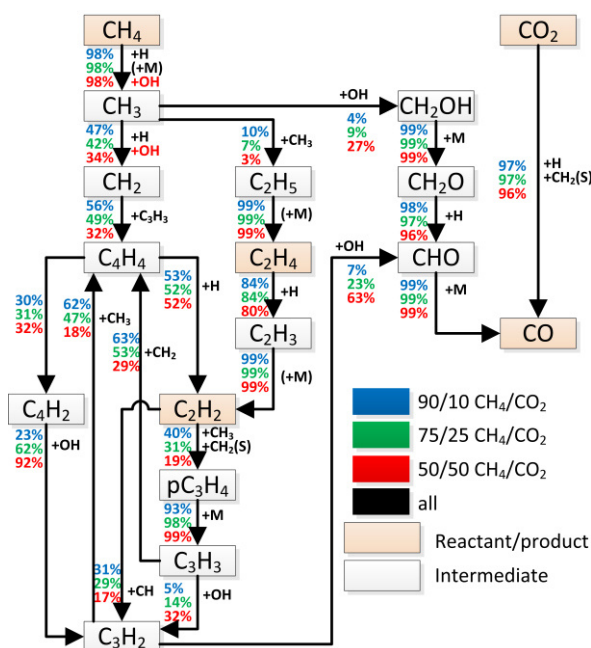 CH4
CO2
98%
98%
98%
+H
(+M)
+OH
CH3
+OH
CH2OH
4%
9%
27%
47%
42%
34%
+H
+OH
10%
7%
3%
+CH3
99%
99%
99%
+M
97%
97%
96%
+H
+CH2(S)
CH2
C2H5
CH2O
56%
49%
32%
+C3H3
99%
99%
99%
(+M)
98%
97%
96%
+H
C4H4
C2H4
+OH
CHO
7%
23%
63%
30%
31%
32%
62%
47%
18%
+CH3
63%
53%
29%
+CH2
53%
52%
52%
+H
84%
84%
80%
+H
99%
99%
99%
+M
C2H3
CO
99%
99%
99%
(+M)
C4H2
C2H2
23%
62%
92%
+OH
40%
31%
19%
+CH3
+CH2(S)
pC3H4
93%
98%
99%
+M
C3H3
31%
29%
17%
+CH
5%
14%
32%
+OH
C3H2
90/10 CH4/CO2
75/25 CH4/CO2
50/50 CH4/CO2
all
Reactant/product
Intermediate